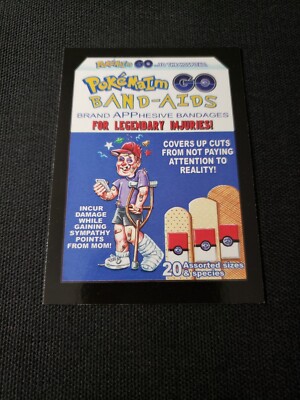 PokémaIm GO
BAND-AIDS
BRAND APPHESIVE BANDAGES
FOR LEGENDARY INJURIES!
COVERS UP CUTS
FROM NOT PAYING
ATTENTION TO
REALITY!
INCUR
DAMAGE
WHILE
GAINING
SYMPATHY
POINTS
FROM MOM!
20 Assorted sizes
& species